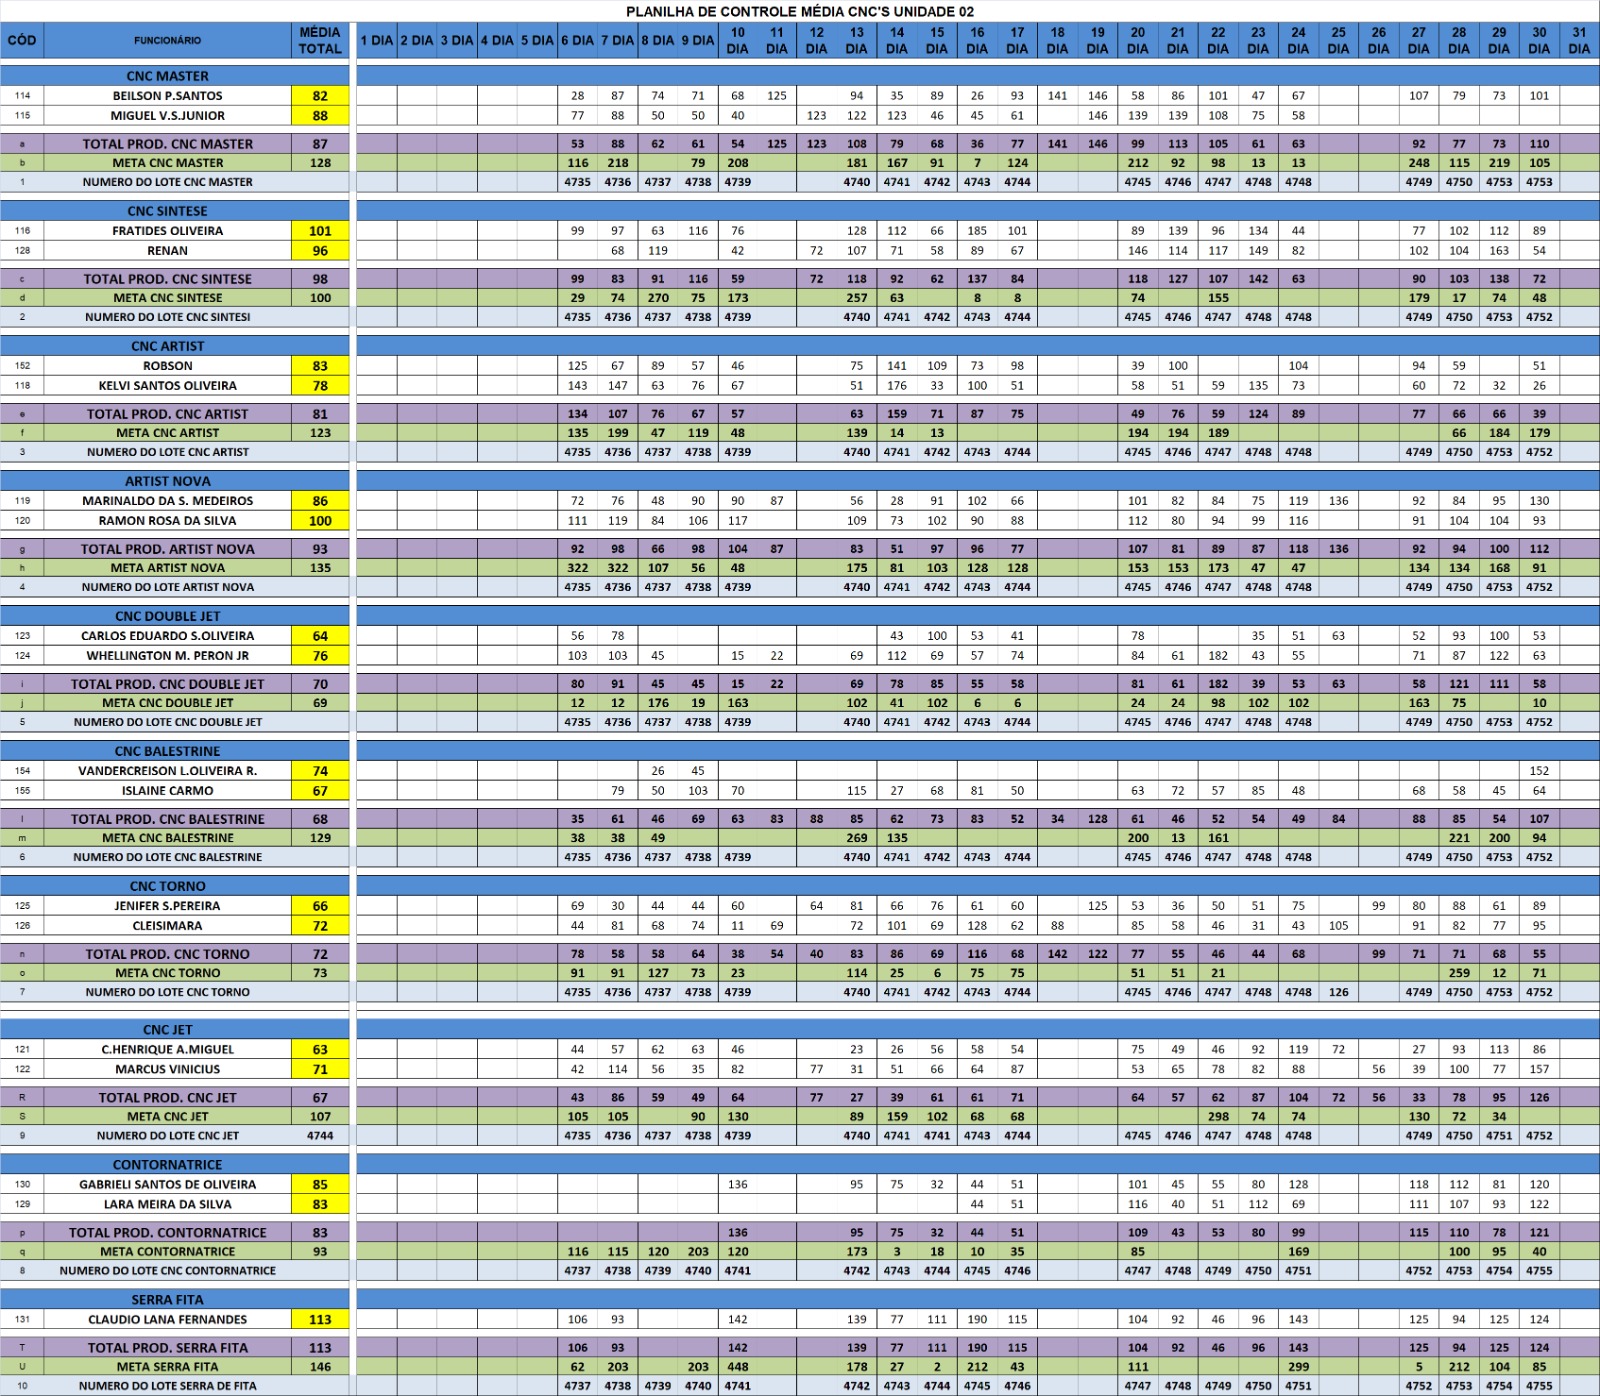 PLANILHA DE CONTROLE MÉDIA CNC'S UNIDADE 02
CÓD FUNCIONÁRIO MÉDIA TOTAL 1 DIA 2 DIA 3 DIA 4 DIA 5 DIA 6 DIA 7 DIA 8 DIA 9 DIA 10 DIA 11 DIA 12 DIA 13 DIA 14 DIA 15 DIA 16 DIA 17 DIA 18 DIA 19 DIA 20 DIA 21 DIA 22 DIA 23 DIA 24 DIA 25 DIA 26 DIA 27 DIA 28 DIA 29 DIA 30 DIA 31 DIA
CNC MASTER
114 BEILSON P.SANTOS 82 28 87 74 71 68 125 94 35 89 26 93 141 146 58 86 101 47 67 107 79 73 101
115 MIGUEL V.S.JUNIOR 88 77 88 50 50 40 123 122 123 46 45 61 146 139 139 108 75 58
a TOTAL PROD. CNC MASTER 87 53 88 62 61 54 125 123 108 79 68 36 77 141 146 99 113 105 61 63 92 77 73 110
b META CNC MASTER 128 116 218 79 208 181 167 91 7 124 212 92 98 13 13 248 115 219 105
1 NUMERO DO LOTE CNC MASTER 4735 4736 4737 4738 4739 4740 4741 4742 4743 4744 4745 4746 4747 4748 4748 4749 4750 4753 4753
CNC SINTESE
116 FRATIDES OLIVEIRA 101 99 97 63 116 76 128 112 66 185 101 89 139 96 134 44 77 102 112 89
128 RENAN 96 68 119 42 72 107 71 58 89 67 146 114 117 149 82 102 104 163 54
c TOTAL PROD. CNC SINTESE 98 99 83 91 116 59 72 118 92 62 137 84 118 127 107 142 63 90 103 138 72
d META CNC SINTESE 100 29 74 270 75 173 257 63 8 8 74 155 179 17 74 48
2 NUMERO DO LOTE CNC SINTESI 4735 4736 4737 4738 4739 4740 4741 4742 4743 4744 4745 4746 4747 4748 4748 4749 4750 4753 4752
CNC ARTIST
152 ROBSON 83 125 67 89 57 46 75 141 109 73 98 39 100 104 94 59 51
118 KELVI SANTOS OLIVEIRA 78 143 147 63 76 67 51 176 33 100 51 58 51 59 135 73 60 72 32 26
e TOTAL PROD. CNC ARTIST 81 134 107 76 67 57 63 159 71 87 75 49 76 59 124 89 77 66 66 39
f META CNC ARTIST 123 135 199 47 119 48 139 14 13 194 194 189 66 184 179
3 NUMERO DO LOTE CNC ARTIST 4735 4736 4737 4738 4739 4740 4741 4742 4743 4744 4745 4746 4747 4748 4748 4749 4750 4753 4752
ARTIST NOVA
119 MARINALDO DA S. MEDEIROS 86 72 76 48 90 90 87 56 28 91 102 66 101 82 84 75 119 136 92 84 95 130
120 RAMON ROSA DA SILVA 100 111 119 84 106 117 109 73 102 90 88 112 80 94 99 116 91 104 104 93
g TOTAL PROD. ARTIST NOVA 93 92 98 66 98 104 87 83 51 97 96 77 107 81 89 87 118 136 92 94 100 112
h META ARTIST NOVA 135 322 322 107 56 48 175 81 103 128 128 153 153 173 47 47 134 134 168 91
4 NUMERO DO LOTE ARTIST NOVA 4735 4736 4737 4738 4739 4740 4741 4742 4743 4744 4745 4746 4747 4748 4748 4749 4750 4753 4752
CNC DOUBLE JET
123 CARLOS EDUARDO S.OLIVEIRA 64 56 78 43 100 53 41 78 35 51 63 52 93 100 53
124 WHELLINGTON M. PERON JR 76 103 103 45 15 22 69 112 69 57 74 84 61 182 43 55 71 87 122 63
i TOTAL PROD. CNC DOUBLE JET 70 80 91 45 45 15 22 69 78 85 55 58 81 61 182 39 53 63 58 121 111 58
j META CNC DOUBLE JET 69 12 12 176 19 163 102 41 102 6 6 24 24 98 102 102 163 75 10
5 NUMERO DO LOTE CNC DOUBLE JET 4735 4736 4737 4738 4739 4740 4741 4742 4743 4744 4745 4746 4747 4748 4748 4749 4750 4753 4752
CNC BALESTRINE
154 VANDERCREISON L.OLIVEIRA R. 74 26 45 152
155 ISLAINE CARMO 67 79 50 103 70 115 27 68 81 50 63 72 57 85 48 68 58 45 64
l TOTAL PROD. CNC BALESTRINE 68 35 61 46 69 63 83 88 85 62 73 83 52 34 128 61 46 52 54 49 84 88 85 54 107
m META CNC BALESTRINE 129 38 38 49 269 135 200 13 161 221 200 94
6 NUMERO DO LOTE CNC BALESTRINE 4735 4736 4737 4738 4739 4740 4741 4742 4743 4744 4745 4746 4747 4748 4748 4749 4750 4753 4752
CNC TORNO
125 JENIFER S.PEREIRA 66 69 30 44 44 60 64 81 66 76 61 60 125 53 36 50 51 75 99 80 88 61 89
126 CLEISIMARA 72 44 81 68 74 11 69 72 101 69 128 62 88 85 58 46 31 43 105 91 82 77 95
n TOTAL PROD. CNC TORNO 72 78 58 58 64 38 54 40 83 86 69 116 68 142 122 77 55 46 44 68 99 71 71 68 55
o META CNC TORNO 73 91 91 127 73 23 114 25 6 75 75 51 51 21 259 12 71
7 NUMERO DO LOTE CNC TORNO 4735 4736 4737 4738 4739 4740 4741 4742 4743 4744 4745 4746 4747 4748 4748 126 4749 4750 4753 4752
CNC JET
121 C.HENRIQUE A.MIGUEL 63 44 57 62 63 46 23 26 56 58 54 75 49 46 92 119 72 27 93 113 86
122 MARCUS VINICIUS 71 42 114 56 35 82 77 31 51 66 64 87 53 65 78 82 88 56 39 100 77 157
R TOTAL PROD. CNC JET 67 43 86 59 49 64 77 27 39 61 61 71 64 57 62 87 104 72 56 33 78 95 126
S META CNC JET 107 105 105 90 130 89 159 102 68 68 298 74 74 130 72 34
9 NUMERO DO LOTE CNC JET 4744 4735 4736 4737 4738 4739 4740 4741 4741 4743 4744 4745 4746 4747 4748 4748 4749 4750 4751 4752
CONTORNATRICE
130 GABRIELI SANTOS DE OLIVEIRA 85 136 95 75 32 44 51 101 45 55 80 128 118 112 81 120
129 LARA MEIRA DA SILVA 83 44 51 116 40 51 112 69 111 107 93 122
p TOTAL PROD. CONTORNATRICE 83 136 95 75 32 44 51 109 43 53 80 99 115 110 78 121
q META CONTORNATRICE 93 116 115 120 203 120 173 3 18 10 35 85 169 100 95 40
8 NUMERO DO LOTE CNC CONTORNATRICE 4737 4738 4739 4740 4741 4742 4743 4744 4745 4746 4747 4748 4749 4750 4751 4752 4753 4754 4755
SERRA FITA
131 CLAUDIO LANA FERNANDES 113 106 93 142 139 77 111 190 115 104 92 46 96 143 125 94 125 124
T TOTAL PROD. SERRA FITA 113 106 93 142 139 77 111 190 115 104 92 46 96 143 125 94 125 124
U META SERRA FITA 146 62 203 203 448 178 27 2 212 43 111 299 5 212 104 85
10 NUMERO DO LOTE SERRA DE FITA 4737 4738 4739 4740 4741 4742 4743 4744 4745 4746 4747 4748 4749 4750 4751 4752 4753 4754 4755